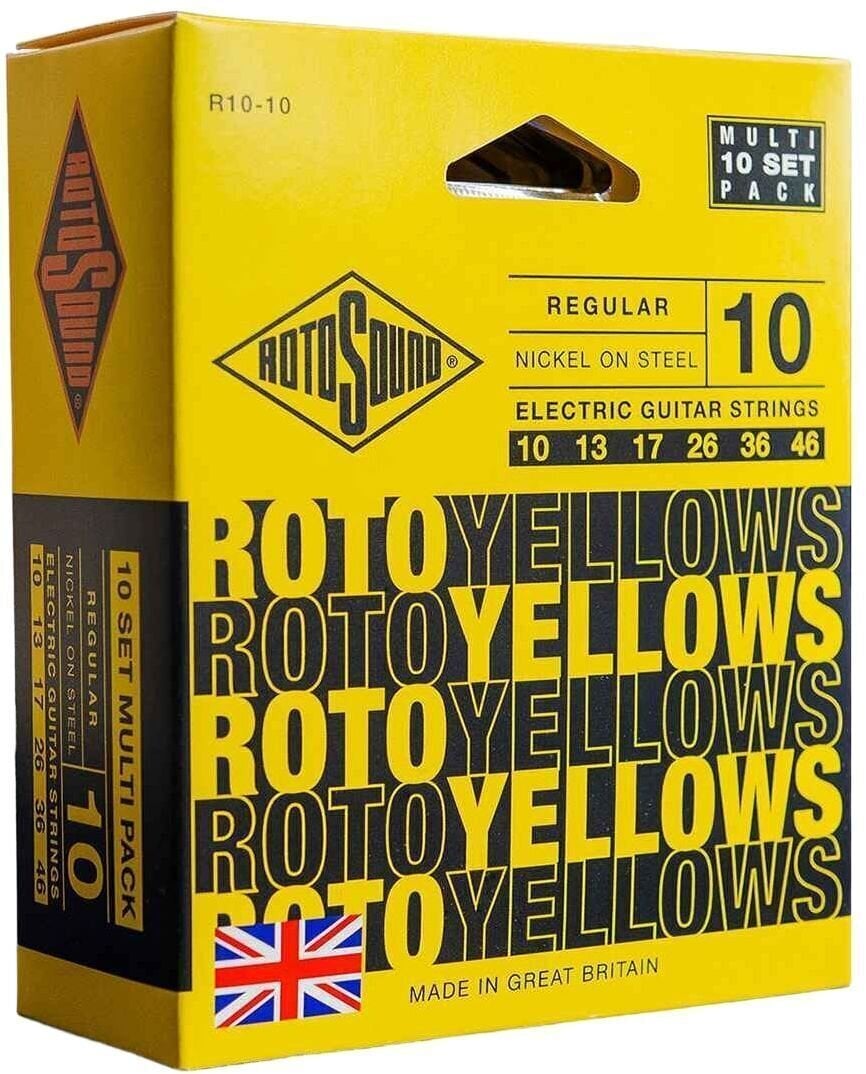 R10-10
MULTI
10 SET
PACK
ROTOSOUND®
REGULAR
10
NICKEL ON STEEL
ELECTRIC GUITAR STRINGS
10 13 17 26 36 46
ROTOYELLOWS
ROTOYELLOWS
ROTOYELLOWS
ROTOYELLOWS
ROTOYELLOWS
MADE IN GREAT BRITAIN
ROTOSOUND
10 SET MULTI PACK
REGULAR
10
NICKEL ON STEEL
ELECTRIC GUITAR STRINGS
10 13 17 26 36 46